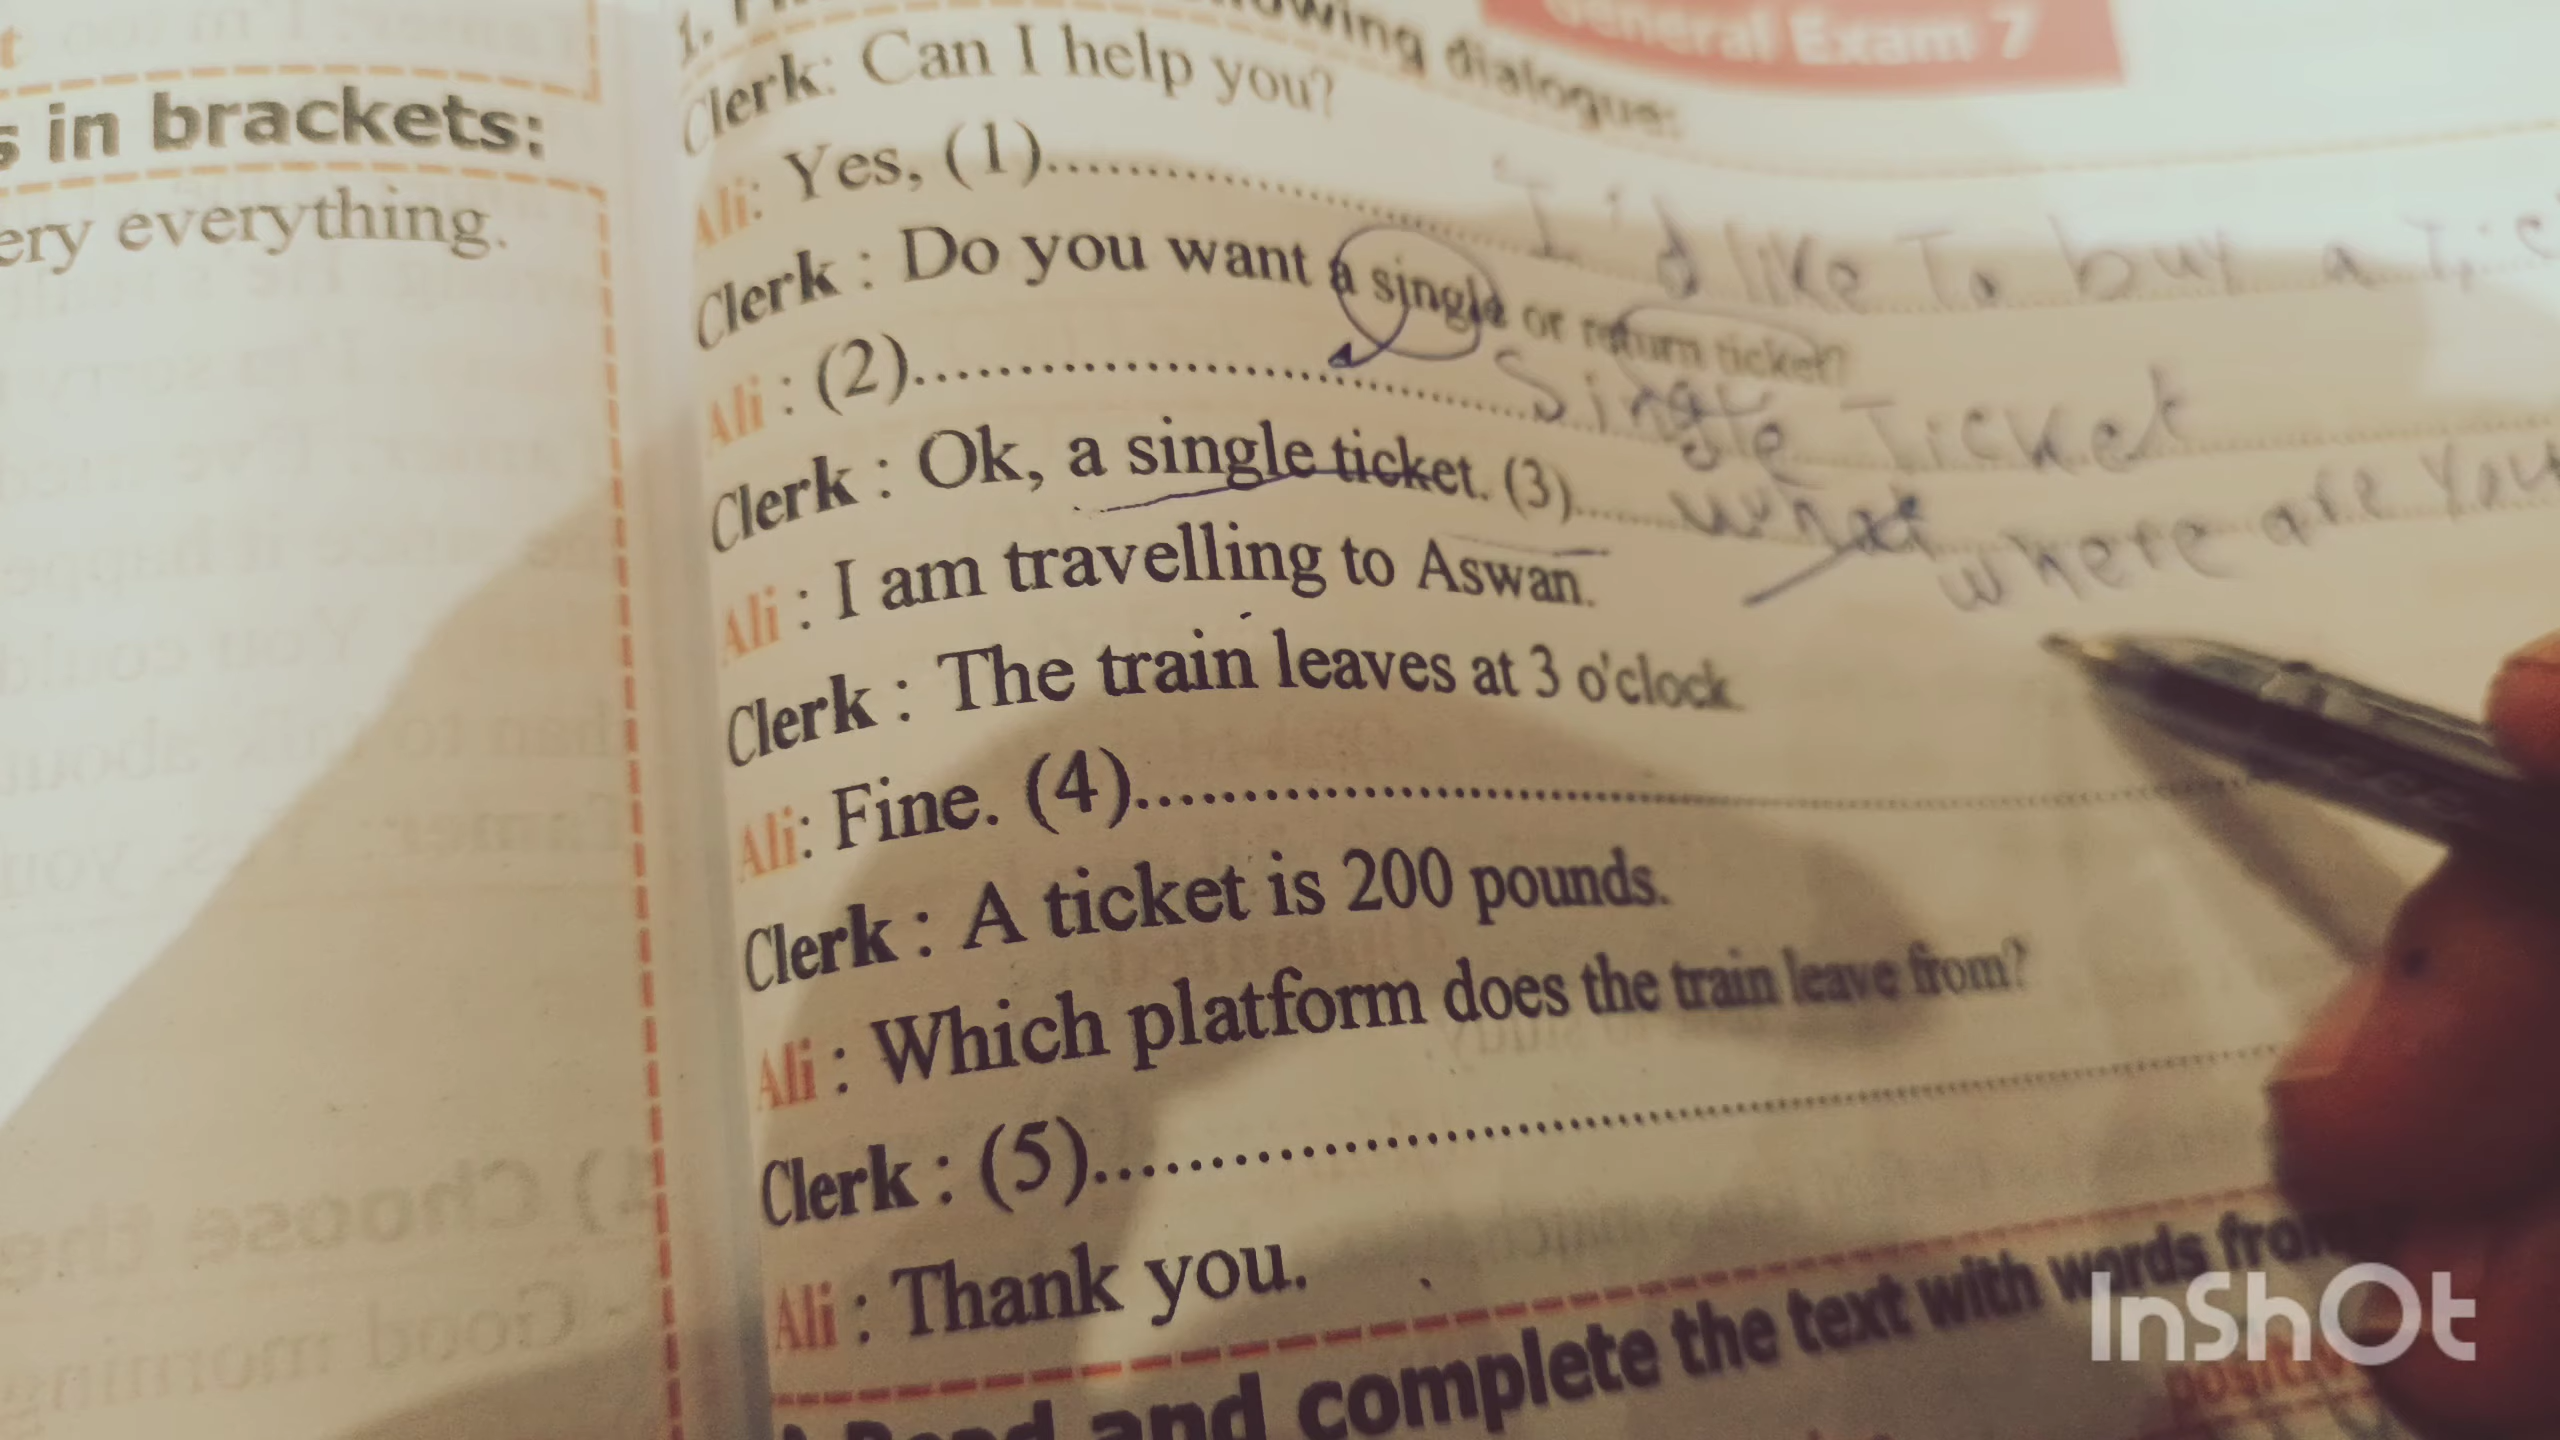 General Exam 7
1. following dialogue:
s in brackets:
ery everything.
Clerk: Can I help you?
Ali: Yes, (1).................... I'd like To buy a Tic
Clerk : Do you want a single or return ticket?
Ali : (2).................... Single Ticket
Clerk : Ok, a single ticket. (3)........ what where are you
Ali : I am travelling to Aswan.
Clerk : The train leaves at 3 o'clock.
Ali: Fine. (4)....................
Clerk : A ticket is 200 pounds.
Ali : Which platform does the train leave from?
Clerk : (5)....................
Ali : Thank you.
Read and complete the text with words from
positiv
InShOt